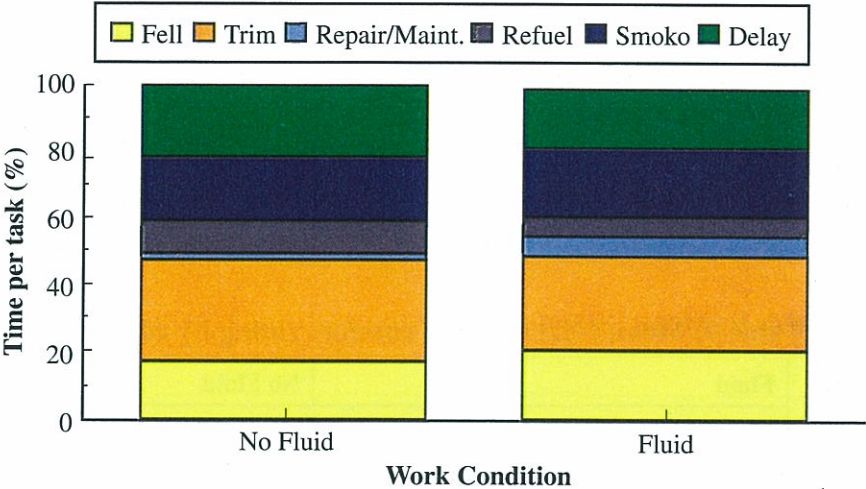 Fell Trim Repair/Maint. Refuel Smoko Delay
100
80
60
40
20
0
Time per task (%)
No Fluid Fluid
Work Condition